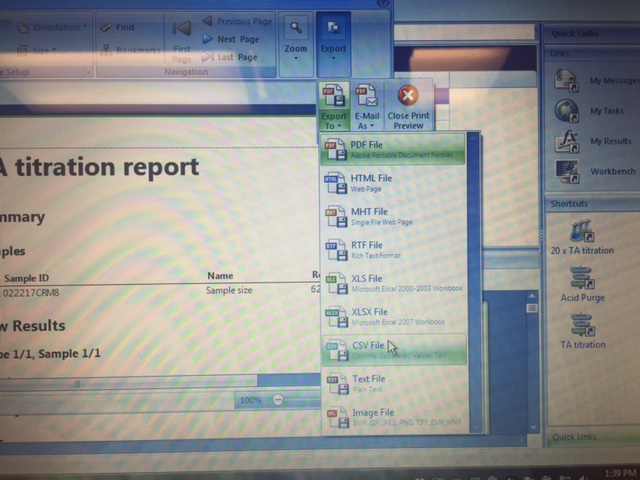 Orientation
Size
Setup
Find
Bookmarks
First Page
Previous Page
Next Page
Last Page
Navigation
Zoom
Export
Export To
E-Mail As
Close Print Preview
PDF File
Adobe Portable Document Format
HTML File
Web Page
MHT File
Single File Web Page
RTF File
Rich Text Format
XLS File
Microsoft Excel 2000-2003 Workbook
XLSX File
Microsoft Excel 2007 Workbook
CSV File
Comma-Separated Values Text
Text File
Plain Text
Image File
BMP, GIF, JPEG, PNG, TIFF, EMF, WMF
A titration report
mmary
ples
Sample ID Name
022217CRM8 Sample size 62
w Results
1/1, Sample 1/1
100%
Quick Links
Links
My Messages
My Tasks
My Results
Workbench
Shortcuts
20 x TA titration
Acid Purge
TA titration
Quick Links
1:39 PM